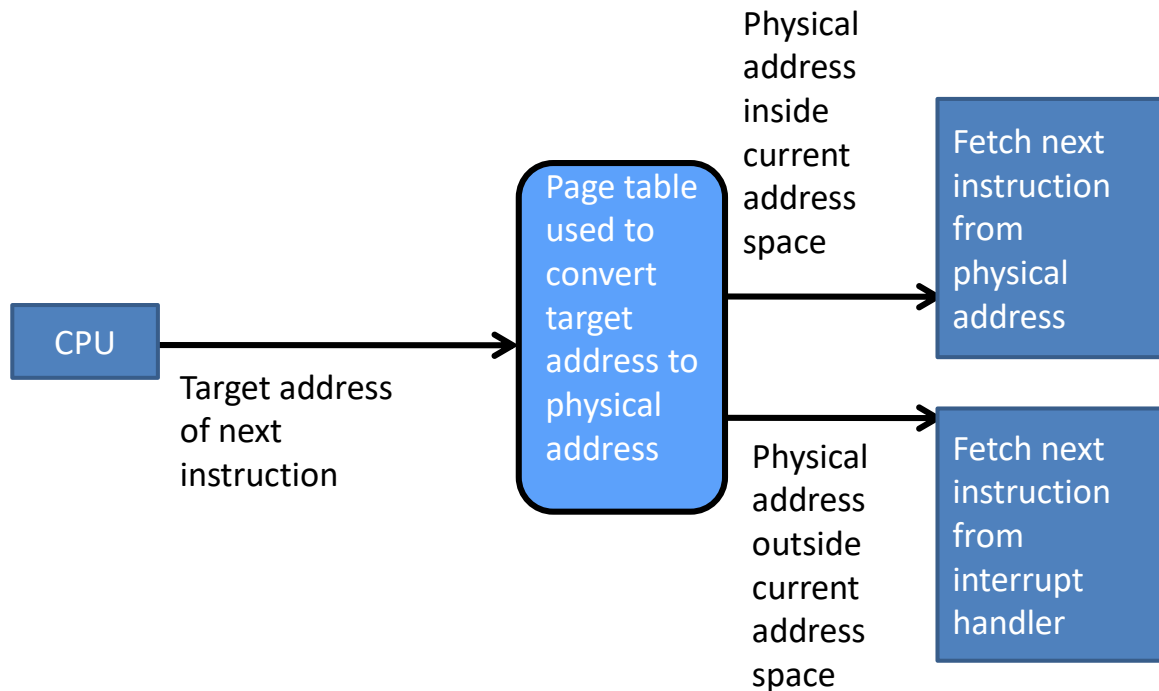 CPU
Target address
of next
instruction
Page table
used to
convert
target
address to
physical
address
Physical
address
inside
current
address
space
Fetch next
instruction
from
physical
address
Physical
address
outside
current
address
space
Fetch next
instruction
from
interrupt
handler